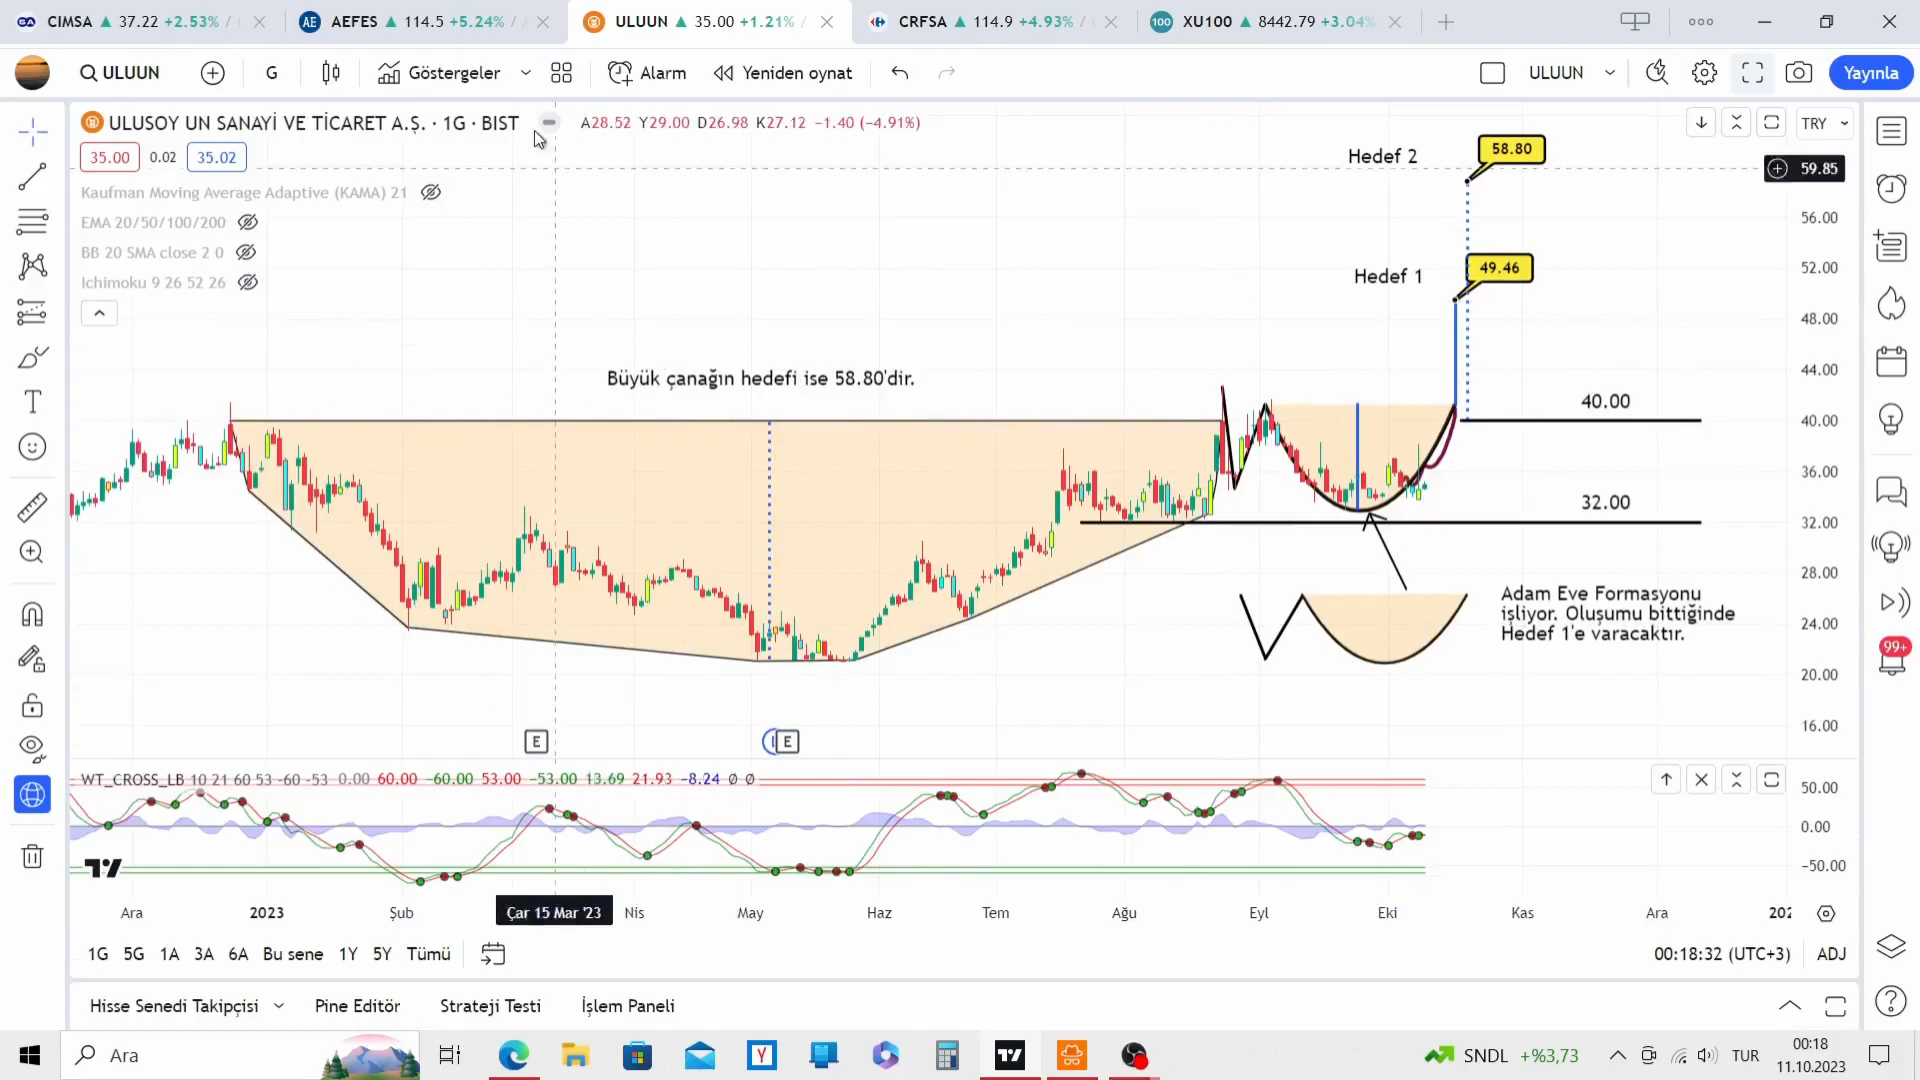 CIMSA ▲ 37.22 +2.53% /
AEFES ▲ 114.5 +5.24% /
ULUUN ▲ 35.00 +1.21% /
CRFSA ▲ 114.9 +4.93% /
XU100 ▲ 8442.79 +3.04%
ULUUN
G
Göstergeler
Alarm
Yeniden oynat
ULUUN
Yayınla
ULUSOY UN SANAYİ VE TİCARET A.Ş. · 1G · BIST
A28.52 Y29.00 D26.98 K27.12 −1.40 (−4.91%)
TRY
35.00 0.02 35.02
Kaufman Moving Average Adaptive (KAMA) 21
EMA 20/50/100/200
BB 20 SMA close 2 0
Ichimoku 9 26 52 26
Hedef 2
58.80
59.85
56.00
Hedef 1
49.46
52.00
48.00
44.00
Büyük çanağın hedefi ise 58.80'dir.
40.00
40.00
36.00
32.00
32.00
28.00
24.00
20.00
16.00
Adam Eve Formasyonu
işliyor. Oluşumu bittiğinde
Hedef 1'e varacaktır.
E
E
WT_CROSS_LB 10 21 60 53 -60 -53 0.00 60.00 −60.00 53.00 −53.00 13.69 21.93 −8.24 Ø Ø
50.00
0.00
−50.00
Ara
2023
Şub
Çar 15 Mar '23
Nis
May
Haz
Tem
Ağu
Eyl
Eki
Kas
Ara
1G 5G 1A 3A 6A Bu sene 1Y 5Y Tümü
00:18:32 (UTC+3)
ADJ
99+
Hisse Senedi Takipçisi
Pine Editör
Strateji Testi
İşlem Paneli
Ara
SNDL +%3,73
TUR
00:18
11.10.2023